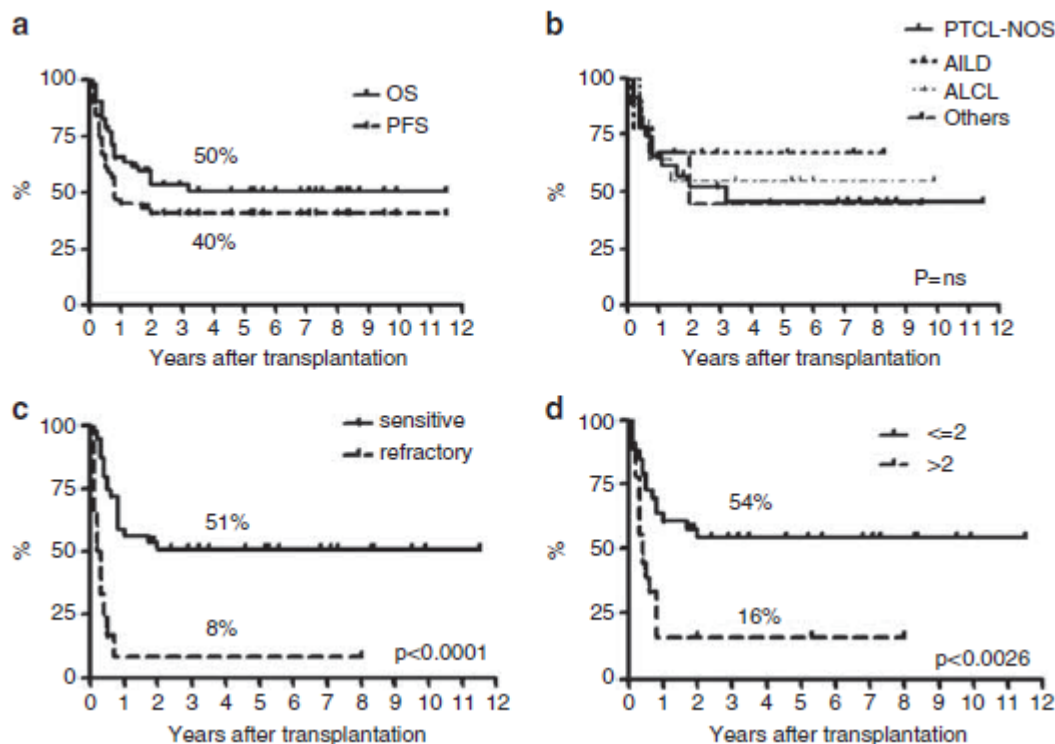 a
100
75
50
25
0
%
OS
PFS
50%
40%
0 1 2 3 4 5 6 7 8 9 10 11 12
Years after transplantation
b
100
75
50
25
0
%
PTCL-NOS
AILD
ALCL
Others
P=ns
0 1 2 3 4 5 6 7 8 9 10 11 12
Years after transplantation
c
100
75
50
25
0
%
sensitive
refractory
51%
8%
p<0.0001
0 1 2 3 4 5 6 7 8 9 10 11 12
Years after transplantation
d
100
75
50
25
0
%
<=2
>2
54%
16%
p<0.0026
0 1 2 3 4 5 6 7 8 9 10 11 12
Years after transplantation